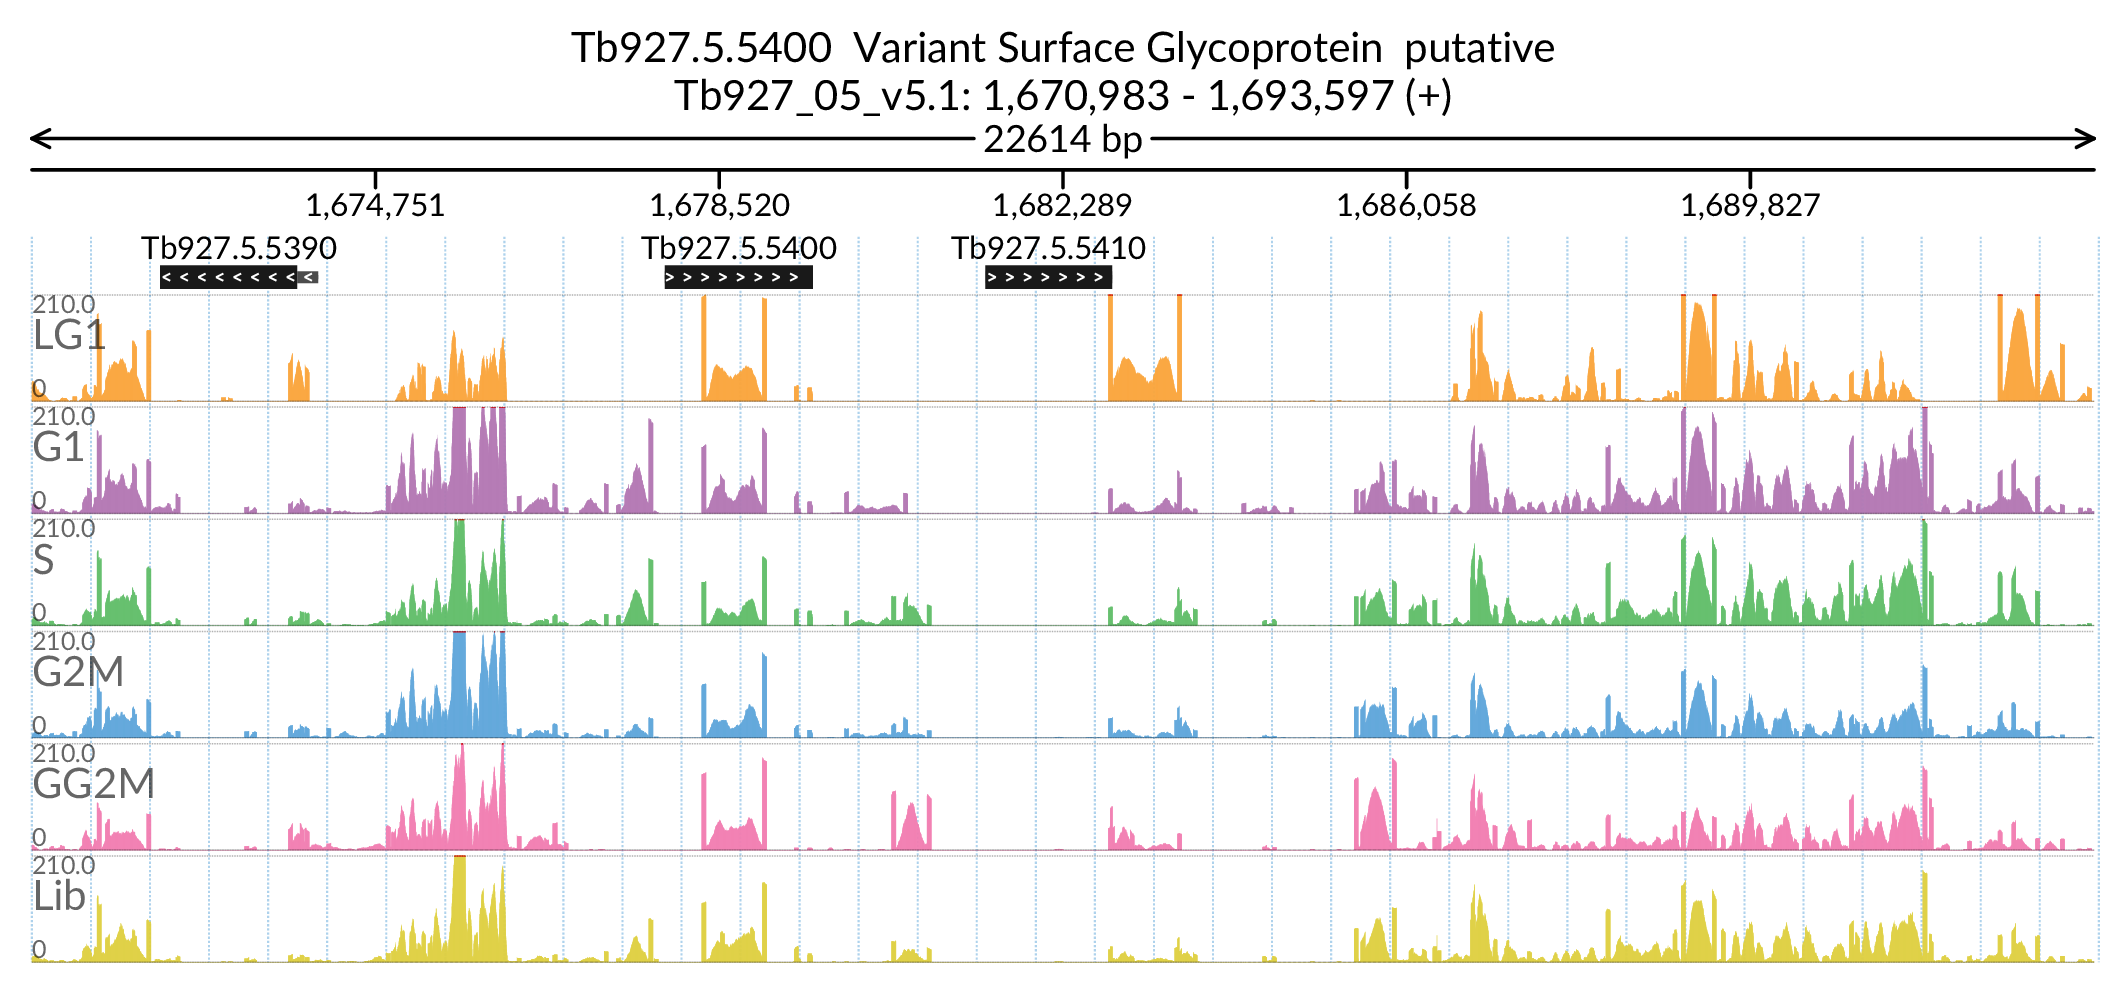 Tb927.5.5400  Variant Surface Glycoprotein  putative
Tb927_05_v5.1: 1,670,983 - 1,693,597 (+)
22614 bp
1,674,751 1,678,520 1,682,289 1,686,058 1,689,827
Tb927.5.5390 Tb927.5.5400 Tb927.5.5410
210.0
LG1
0
210.0
G1
0
210.0
S
0
210.0
G2M
0
210.0
GG2M
0
210.0
Lib
0